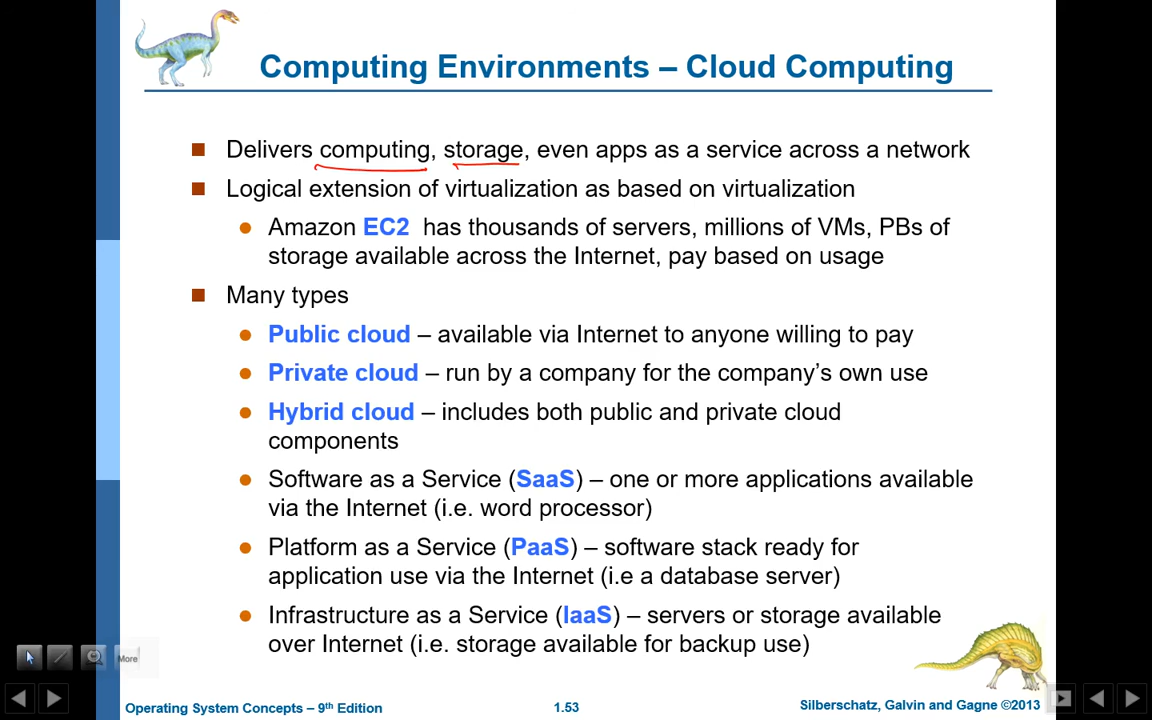 Computing Environments – Cloud Computing
Delivers computing, storage, even apps as a service across a network
Logical extension of virtualization as based on virtualization
Amazon EC2 has thousands of servers, millions of VMs, PBs of
storage available across the Internet, pay based on usage
Many types
Public cloud – available via Internet to anyone willing to pay
Private cloud – run by a company for the company’s own use
Hybrid cloud – includes both public and private cloud
components
Software as a Service (SaaS) – one or more applications available
via the Internet (i.e. word processor)
Platform as a Service (PaaS) – software stack ready for
application use via the Internet (i.e a database server)
Infrastructure as a Service (IaaS) – servers or storage available
over Internet (i.e. storage available for backup use)
More
Operating System Concepts – 9th Edition
1.53
Silberschatz, Galvin and Gagne ©2013